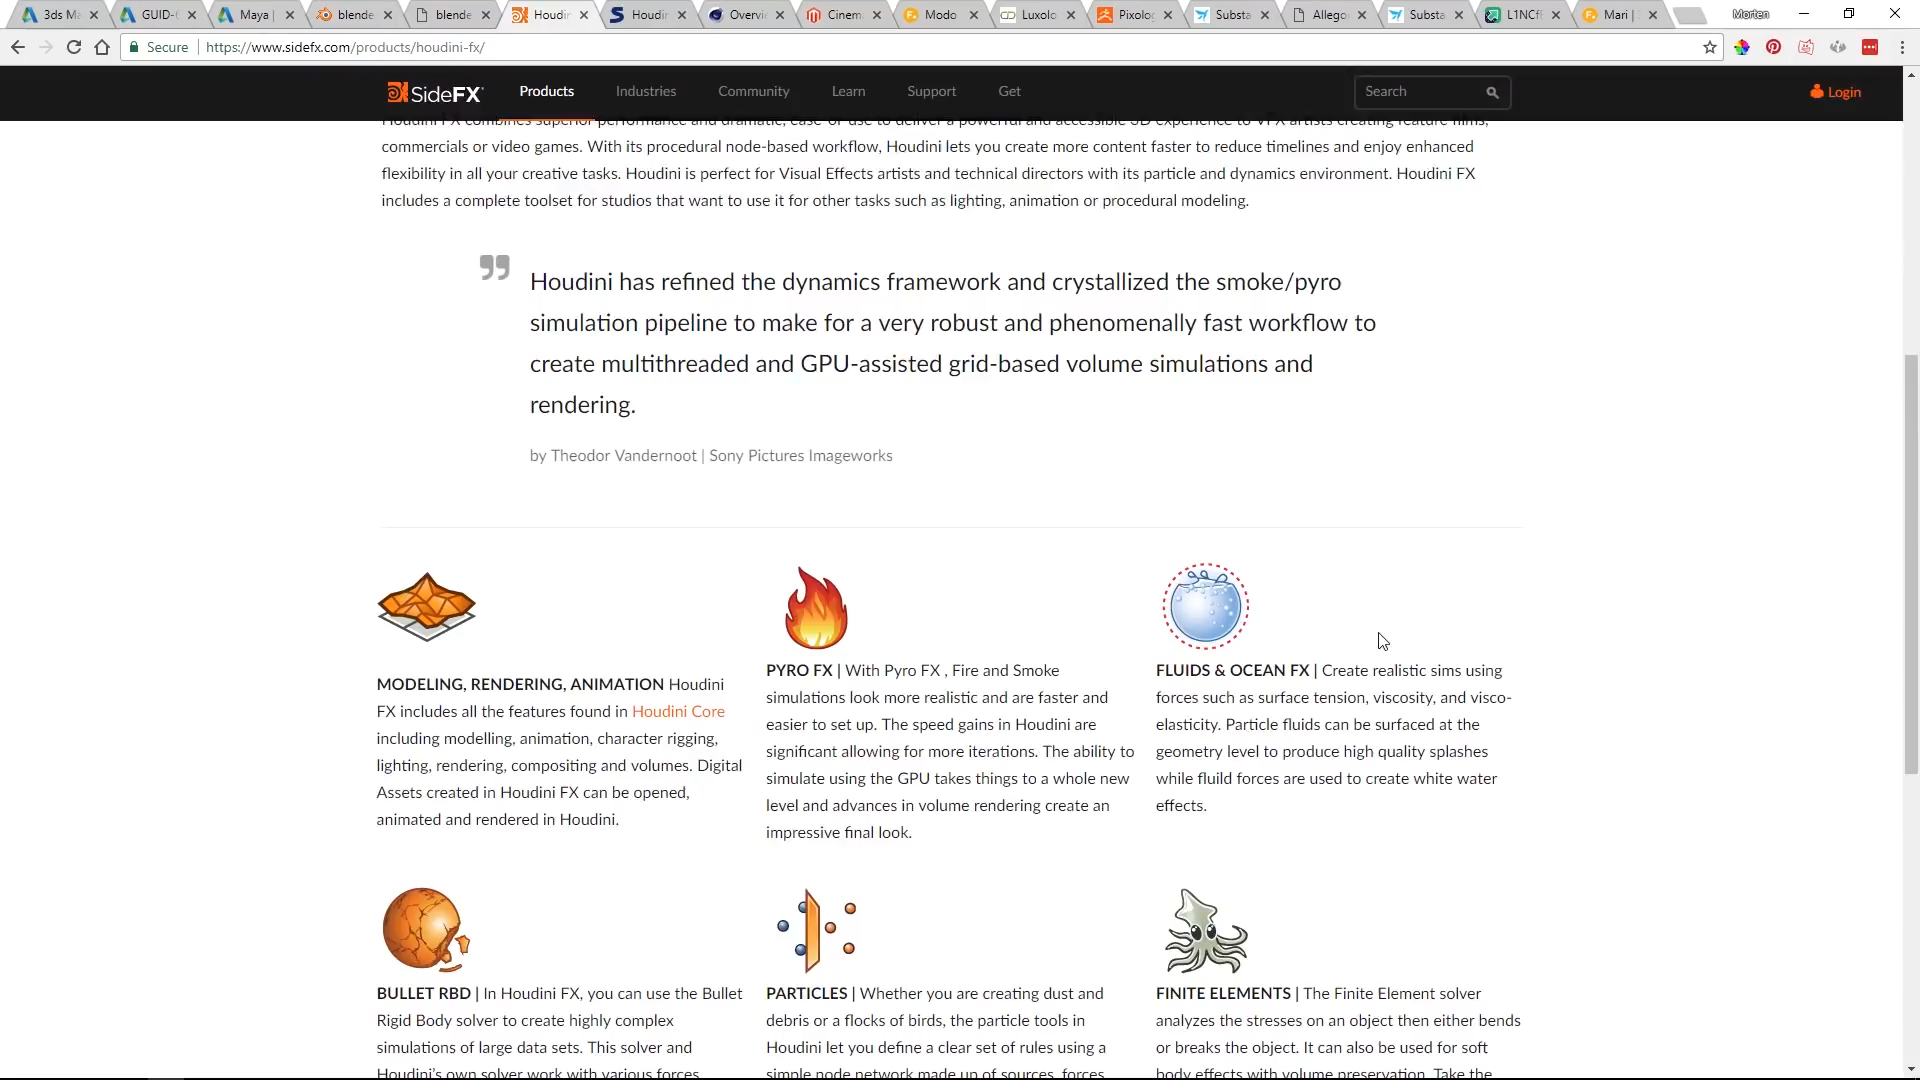 3ds Ma
GUID-
Maya |
blende
blende
Houdin
Houdin
Overvi
Cinem
Modo
Luxolo
Pixolog
Substa
Allego
Substa
L1NCf
Mari |
Morten
Secure
https://www.sidefx.com/products/houdini-fx/
SideFX
Products
Industries
Community
Learn
Support
Get
Search
Login
Houdini FX combines superior performance and dramatic, ease-of-use to deliver a powerful and accessible 3D experience to VFX artists creating feature films,
commercials or video games. With its procedural node-based workflow, Houdini lets you create more content faster to reduce timelines and enjoy enhanced
flexibility in all your creative tasks. Houdini is perfect for Visual Effects artists and technical directors with its particle and dynamics environment. Houdini FX
includes a complete toolset for studios that want to use it for other tasks such as lighting, animation or procedural modeling.
Houdini has refined the dynamics framework and crystallized the smoke/pyro
simulation pipeline to make for a very robust and phenomenally fast workflow to
create multithreaded and GPU-assisted grid-based volume simulations and
rendering.
by Theodor Vandernoot | Sony Pictures Imageworks
MODELING, RENDERING, ANIMATION Houdini
FX includes all the features found in Houdini Core
including modelling, animation, character rigging,
lighting, rendering, compositing and volumes. Digital
Assets created in Houdini FX can be opened,
animated and rendered in Houdini.
PYRO FX | With Pyro FX , Fire and Smoke
simulations look more realistic and are faster and
easier to set up. The speed gains in Houdini are
significant allowing for more iterations. The ability to
simulate using the GPU takes things to a whole new
level and advances in volume rendering create an
impressive final look.
FLUIDS & OCEAN FX | Create realistic sims using
forces such as surface tension, viscosity, and visco-
elasticity. Particle fluids can be surfaced at the
geometry level to produce high quality splashes
while fluild forces are used to create white water
effects.
BULLET RBD | In Houdini FX, you can use the Bullet
Rigid Body solver to create highly complex
simulations of large data sets. This solver and
Houdini's own solver work with various forces
PARTICLES | Whether you are creating dust and
debris or a flocks of birds, the particle tools in
Houdini let you define a clear set of rules using a
simple node network made up of sources, forces
FINITE ELEMENTS | The Finite Element solver
analyzes the stresses on an object then either bends
or breaks the object. It can also be used for soft
body effects with volume preservation. Take the